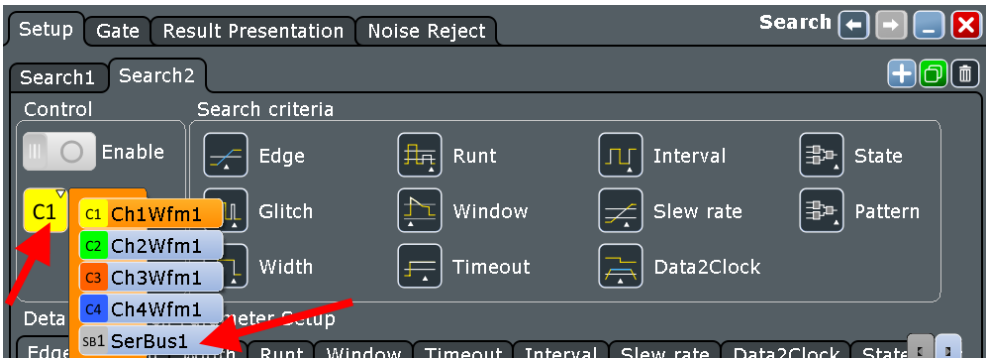 Setup Gate Result Presentation Noise Reject Search
Search1 Search2
Control Search criteria
Enable Edge Runt Interval State
C1 C1 Ch1Wfm1 Glitch Window Slew rate Pattern
C2 Ch2Wfm1
C3 Ch3Wfm1 Width Timeout Data2Clock
C4 Ch4Wfm1
Setup
SB1 SerBus1
Edge Runt Window Timeout Interval Slew rate Data2Clock State